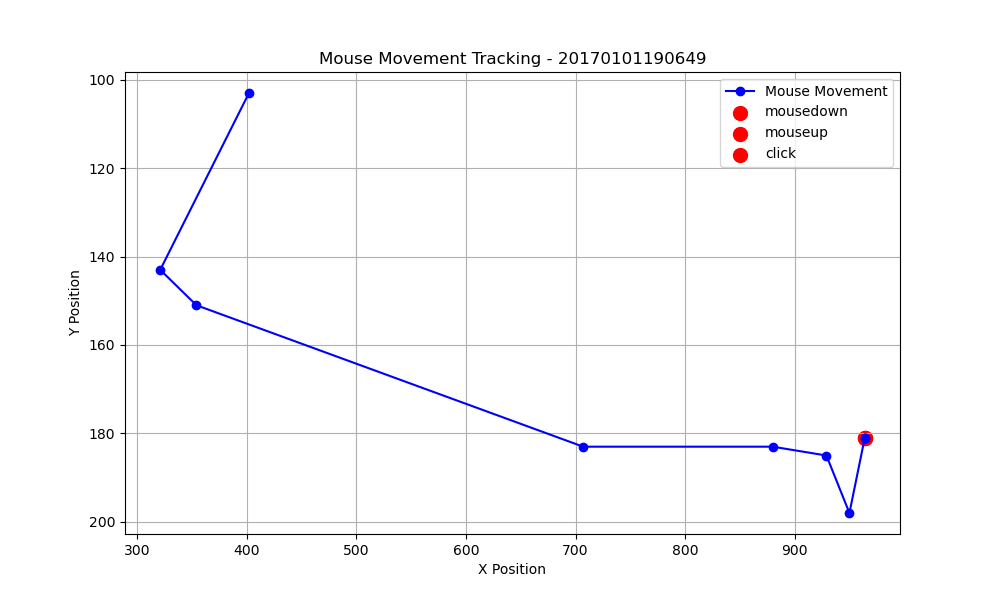 Mouse Movement Tracking - 20170101190649
Mouse Movement
mousedown
mouseup
click
100
120
140
160
180
200
Y Position
300 400 500 600 700 800 900
X Position